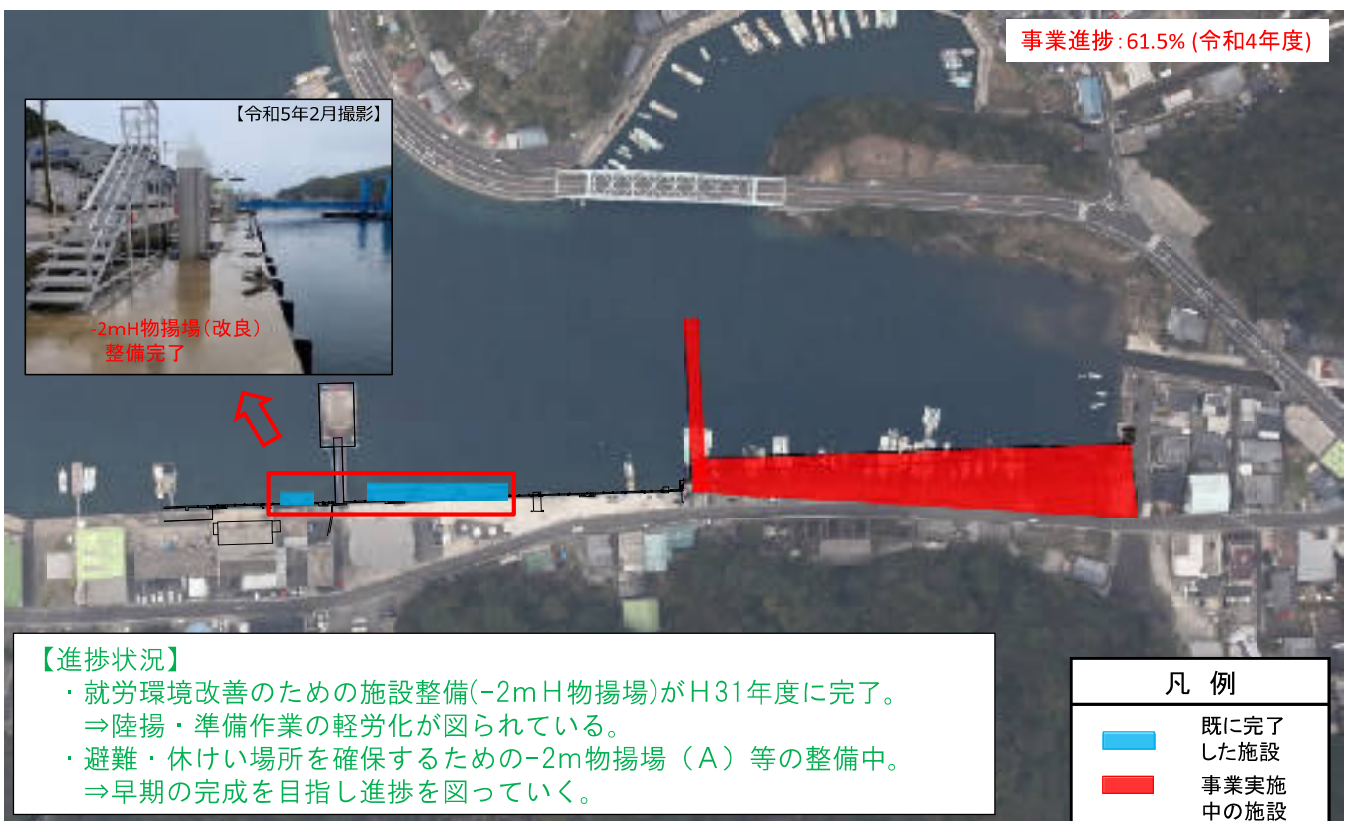 事業進捗：61.5% (令和4年度)
【令和5年2月撮影】
-2mH物揚場(改良)
整備完了
【進捗状況】
・就労環境改善のための施設整備(-2mH物揚場)がH31年度に完了。
⇒陸揚・準備作業の軽労化が図られている。
・避難・休けい場所を確保するための-2m物揚場（A）等の整備中。
⇒早期の完成を目指し進捗を図っていく。
凡 例
既に完了
した施設
事業実施
中の施設